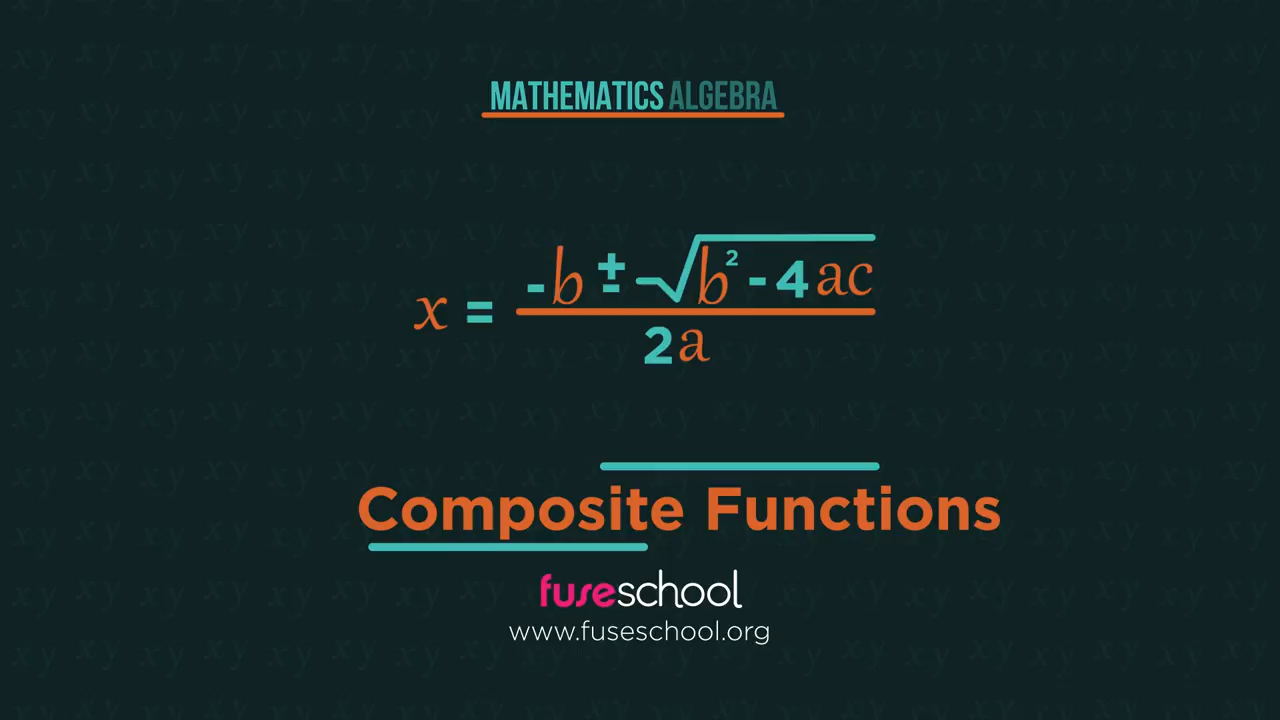 MATHEMATICS ALGEBRA
x = -b ± √b² - 4ac
2a
Composite Functions
fuseschool
www.fuseschool.org